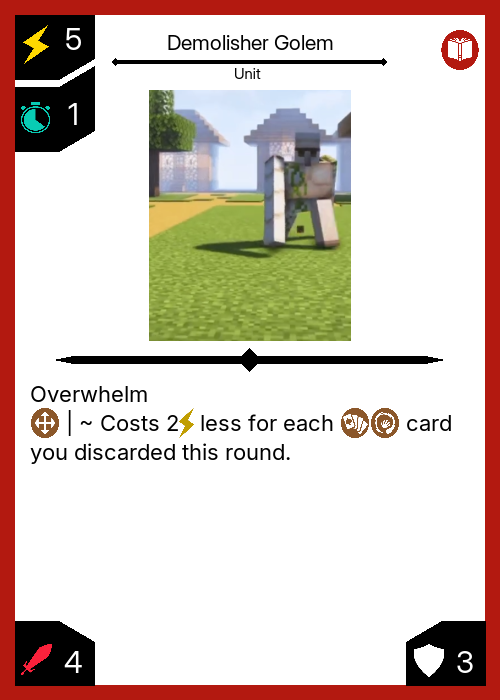 5
Demolisher Golem
Unit
1
Overwhelm
| ~ Costs 2 less for each card
you discarded this round.
4
3